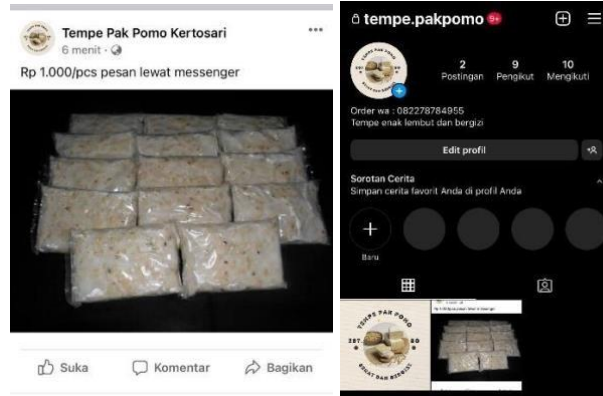 Tempe Pak Pomo Kertosari
6 menit
Rp 1.000/pcs pesan lewat messenger
Suka
Komentar
Bagikan
tempe.pakpomo 9+
2 9 10
Postingan Pengikut Mengikuti
Order wa : 082278784955
Tempe enak lembut dan bergizi
Edit profil
Sorotan Cerita
Simpan cerita favorit Anda di profil Anda
Baru
TEMPE PAK POMO
SEHAT DAN BERGIZI